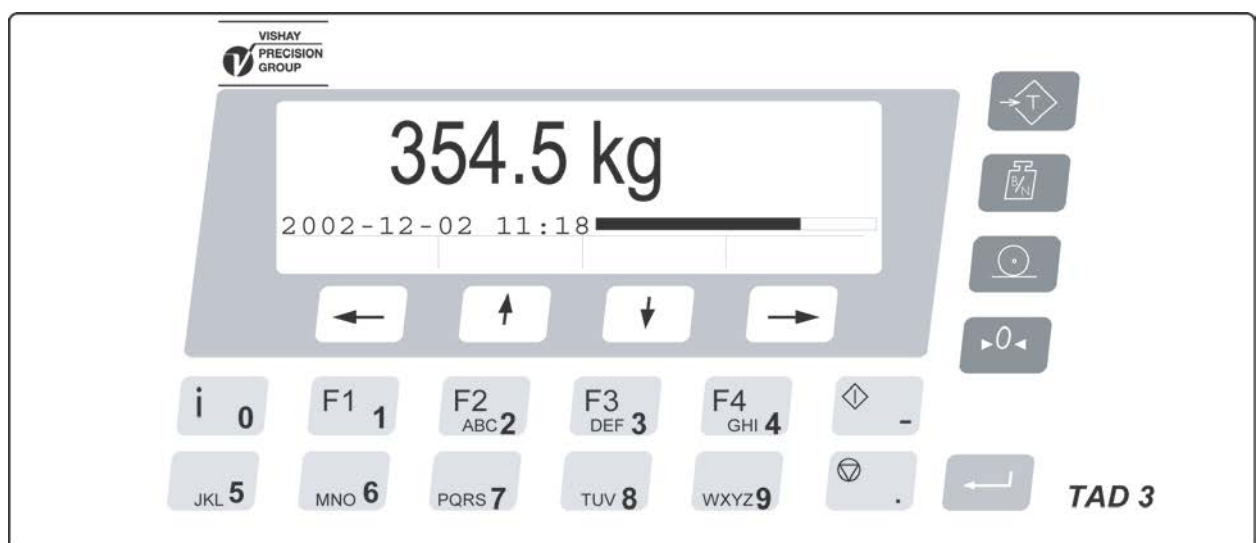 VISHAY
PRECISION
GROUP
354.5 kg
2002-12-02 11:18
T
B/N
0
i 0
F1 1
F2 ABC 2
F3 DEF 3
F4 GHI 4
-
JKL 5
MNO 6
PQRS 7
TUV 8
WXYZ 9
.
TAD 3